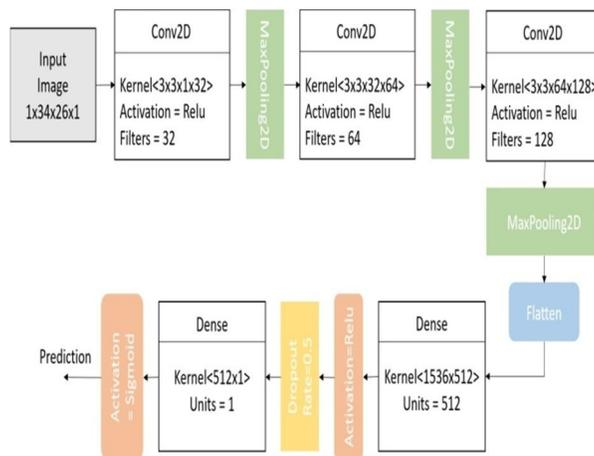 Input
Image
1x34x26x1
Conv2D
Kernel<3x3x1x32>
Activation = Relu
Filters = 32
MaxPooling2D
Conv2D
Kernel<3x3x32x64>
Activation = Relu
Filters = 64
MaxPooling2D
Conv2D
Kernel<3x3x64x128>
Activation = Relu
Filters = 128
MaxPooling2D
Flatten
Dense
Kernel<1536x512>
Units = 512
Activation=Relu
Dropout
Rate=0.5
Dense
Kernel<512x1>
Units = 1
Activation
= Sigmoid
Prediction